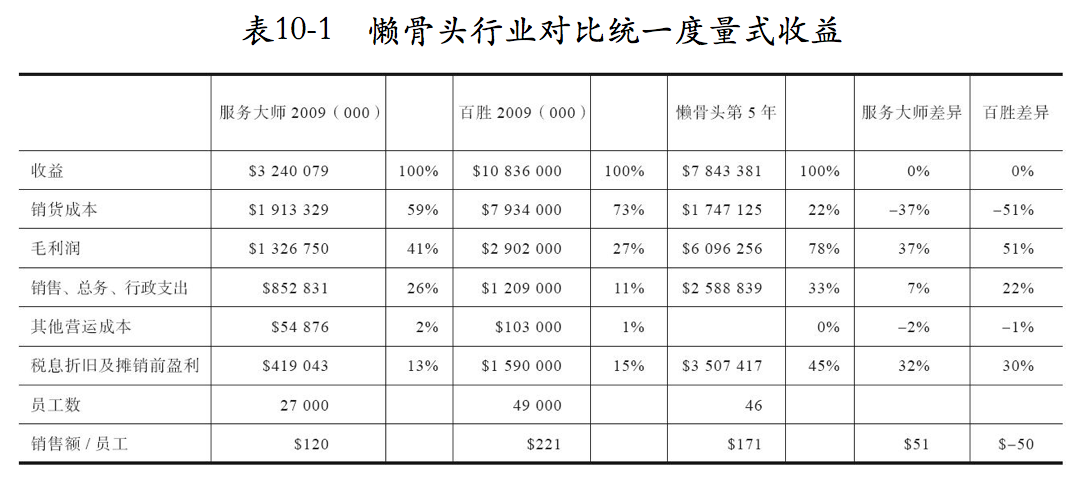 表10-1 懒骨头行业对比统一度量式收益
服务大师 2009（000） 百胜 2009（000） 懒骨头第 5 年 服务大师差异 百胜差异
收益 $3 240 079 100% $10 836 000 100% $7 843 381 100% 0% 0%
销货成本 $1 913 329 59% $7 934 000 73% $1 747 125 22% –37% –51%
毛利润 $1 326 750 41% $2 902 000 27% $6 096 256 78% 37% 51%
销售、总务、行政支出 $852 831 26% $1 209 000 11% $2 588 839 33% 7% 22%
其他营运成本 $54 876 2% $103 000 1% 0% –2% –1%
税息折旧及摊销前盈利 $419 043 13% $1 590 000 15% $3 507 417 45% 32% 30%
员工数 27 000 49 000 46
销售额 / 员工 $120 $221 $171 $51 $–50